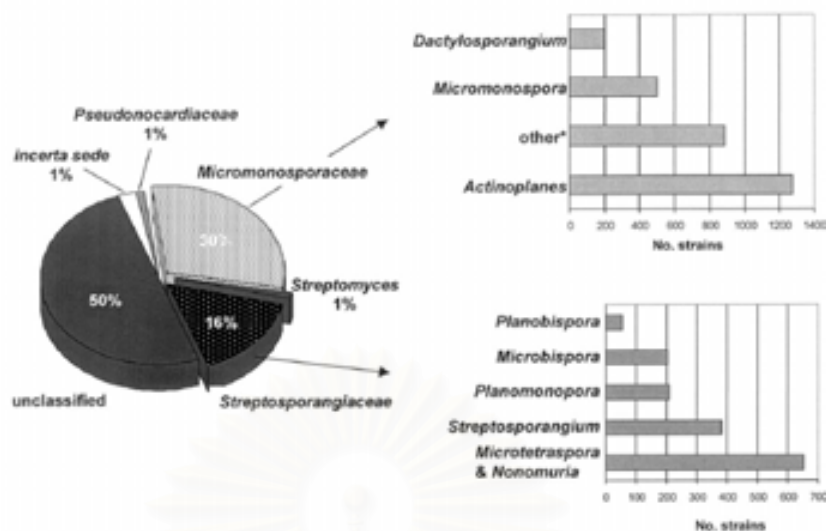 Pseudonocardiaceae
1%
incerta sede
1%
Micromonosporaceae
30%
Streptomyces
1%
16%
50%
unclassified
Streptosporangiaceae
Dactylosporangium
Micromonospora
other*
Actinoplanes
0 200 400 600 800 1000 1200 1400
No. strains
Planobispora
Microbispora
Planomonopora
Streptosporangium
Microtetraspora
& Nonomuria
0 100 200 300 400 500 600 700
No. strains